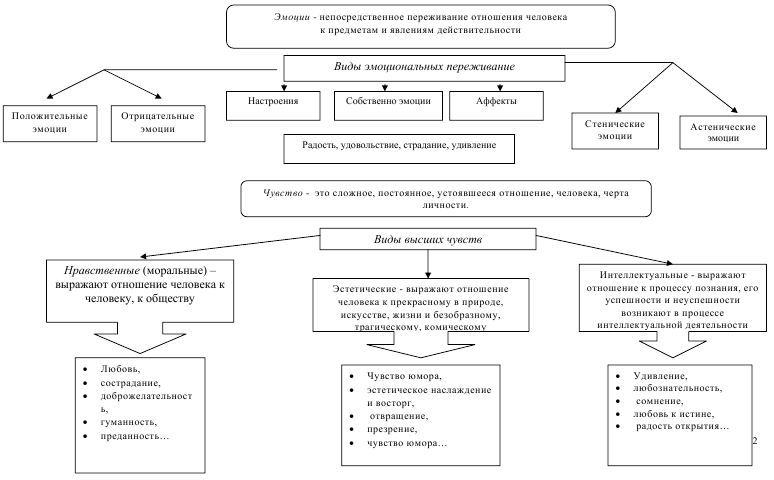 Эмоции - непосредственное переживание отношения человека
к предметам и явлениям действительности
Виды эмоциональных переживание
Положительные
эмоции
Отрицательные
эмоции
Настроения
Собственно эмоции
Аффекты
Стенические
эмоции
Астенические
эмоции
Радость, удовольствие, страдание, удивление
Чувство - это сложное, постоянное, устоявшееся отношение, человека, черта
личности.
Виды высших чувств
Нравственные (моральные) –
выражают отношение человека к
человеку, к обществу
Эстетические - выражают отношение
человека к прекрасному в природе,
искусстве, жизни и безобразному,
трагическому, комическому
Интеллектуальные - выражают
отношение к процессу познания, его
успешности и неуспешности
возникают в процессе
интеллектуальной деятельности
• Любовь,
• сострадание,
• доброжелательност
ь,
• гуманность,
• преданность…
• Чувство юмора,
• эстетическое наслаждение
и восторг,
• отвращение,
• презрение,
• чувство юмора…
• Удивление,
• любознательность,
• сомнение,
• любовь к истине,
• радость открытия…
2